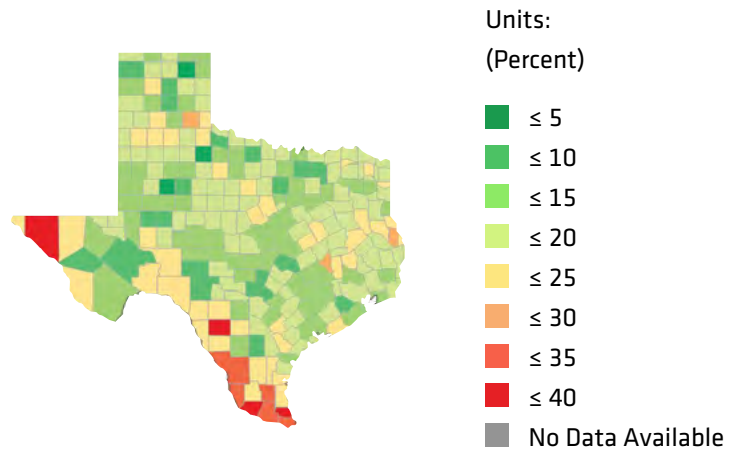 Units:
(Percent)
≤ 5
≤ 10
≤ 15
≤ 20
≤ 25
≤ 30
≤ 35
≤ 40
No Data Available